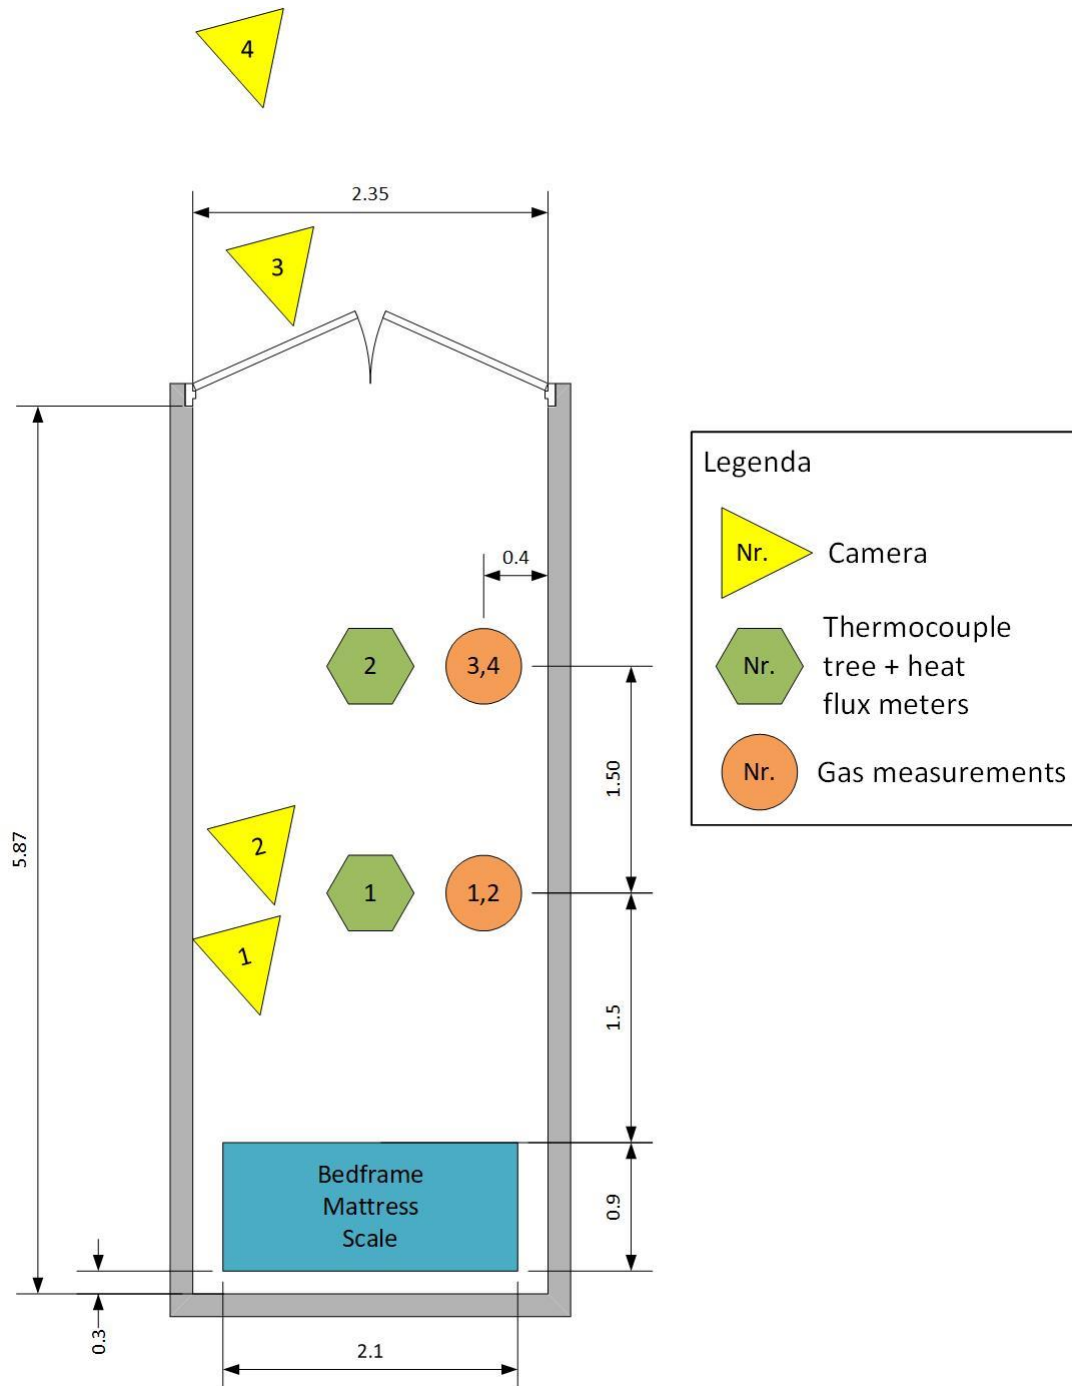 4
2.35
3
0.4
Legenda
Nr.
Camera
Nr.
Thermocouple
tree + heat
flux meters
Nr.
Gas measurements
2
3,4
1.50
5.87
2
1
1,2
1
1.5
Bedframe
Mattress
Scale
0.9
0.3
2.1